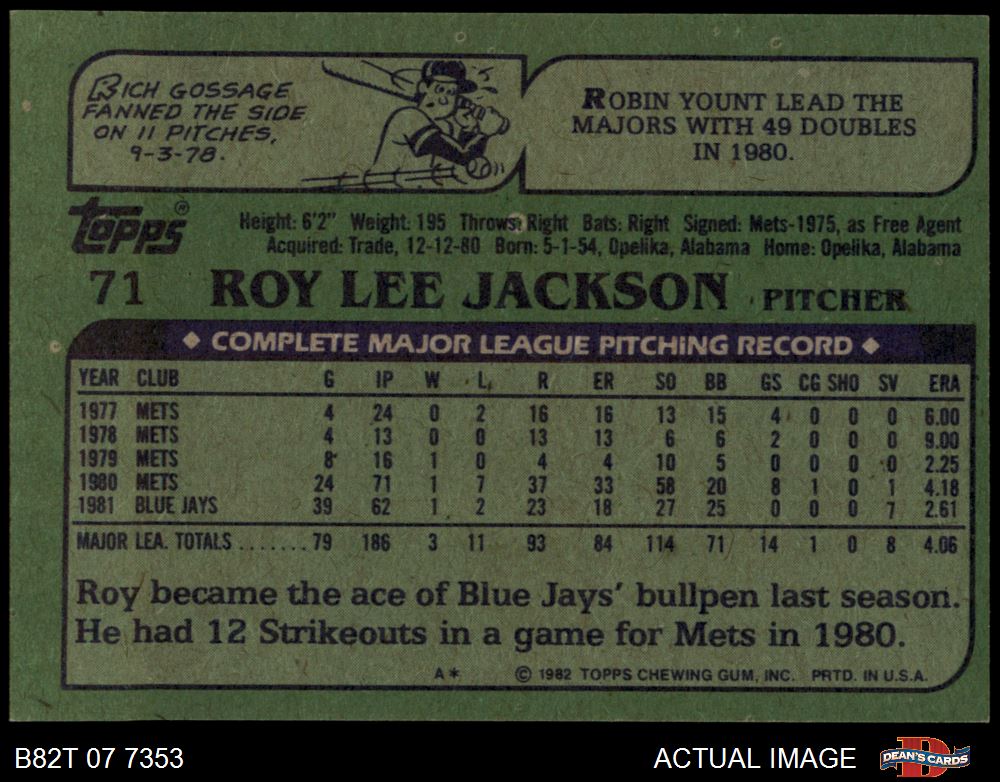 RICH GOSSAGE
FANNED THE SIDE
ON 11 PITCHES,
9-3-78.
ROBIN YOUNT LEAD THE
MAJORS WITH 49 DOUBLES
IN 1980.
Topps®
Height: 6'2" Weight: 195 Throws: Right Bats: Right Signed: Mets-1975, as Free Agent
Acquired: Trade, 12-12-80 Born: 5-1-54, Opelika, Alabama Home: Opelika, Alabama
71 ROY LEE JACKSON PITCHER
◆ COMPLETE MAJOR LEAGUE PITCHING RECORD ◆
YEAR CLUB G IP W L R ER SO BB GS CG SHO SV ERA
1977 METS 4 24 0 2 16 16 13 15 4 0 0 0 6.00
1978 METS 4 13 0 0 13 13 6 6 2 0 0 0 9.00
1979 METS 8 16 1 0 4 4 10 5 0 0 0 0 2.25
1980 METS 24 71 1 7 37 33 58 20 8 1 0 1 4.18
1981 BLUE JAYS 39 62 1 2 23 18 27 25 0 0 0 7 2.61
MAJOR LEA. TOTALS ....... 79 186 3 11 93 84 114 71 14 1 0 8 4.06
Roy became the ace of Blue Jays' bullpen last season.
He had 12 Strikeouts in a game for Mets in 1980.
A* © 1982 TOPPS CHEWING GUM, INC. PRTD. IN U.S.A.
B82T 07 7353 ACTUAL IMAGE DEAN'S CARDS